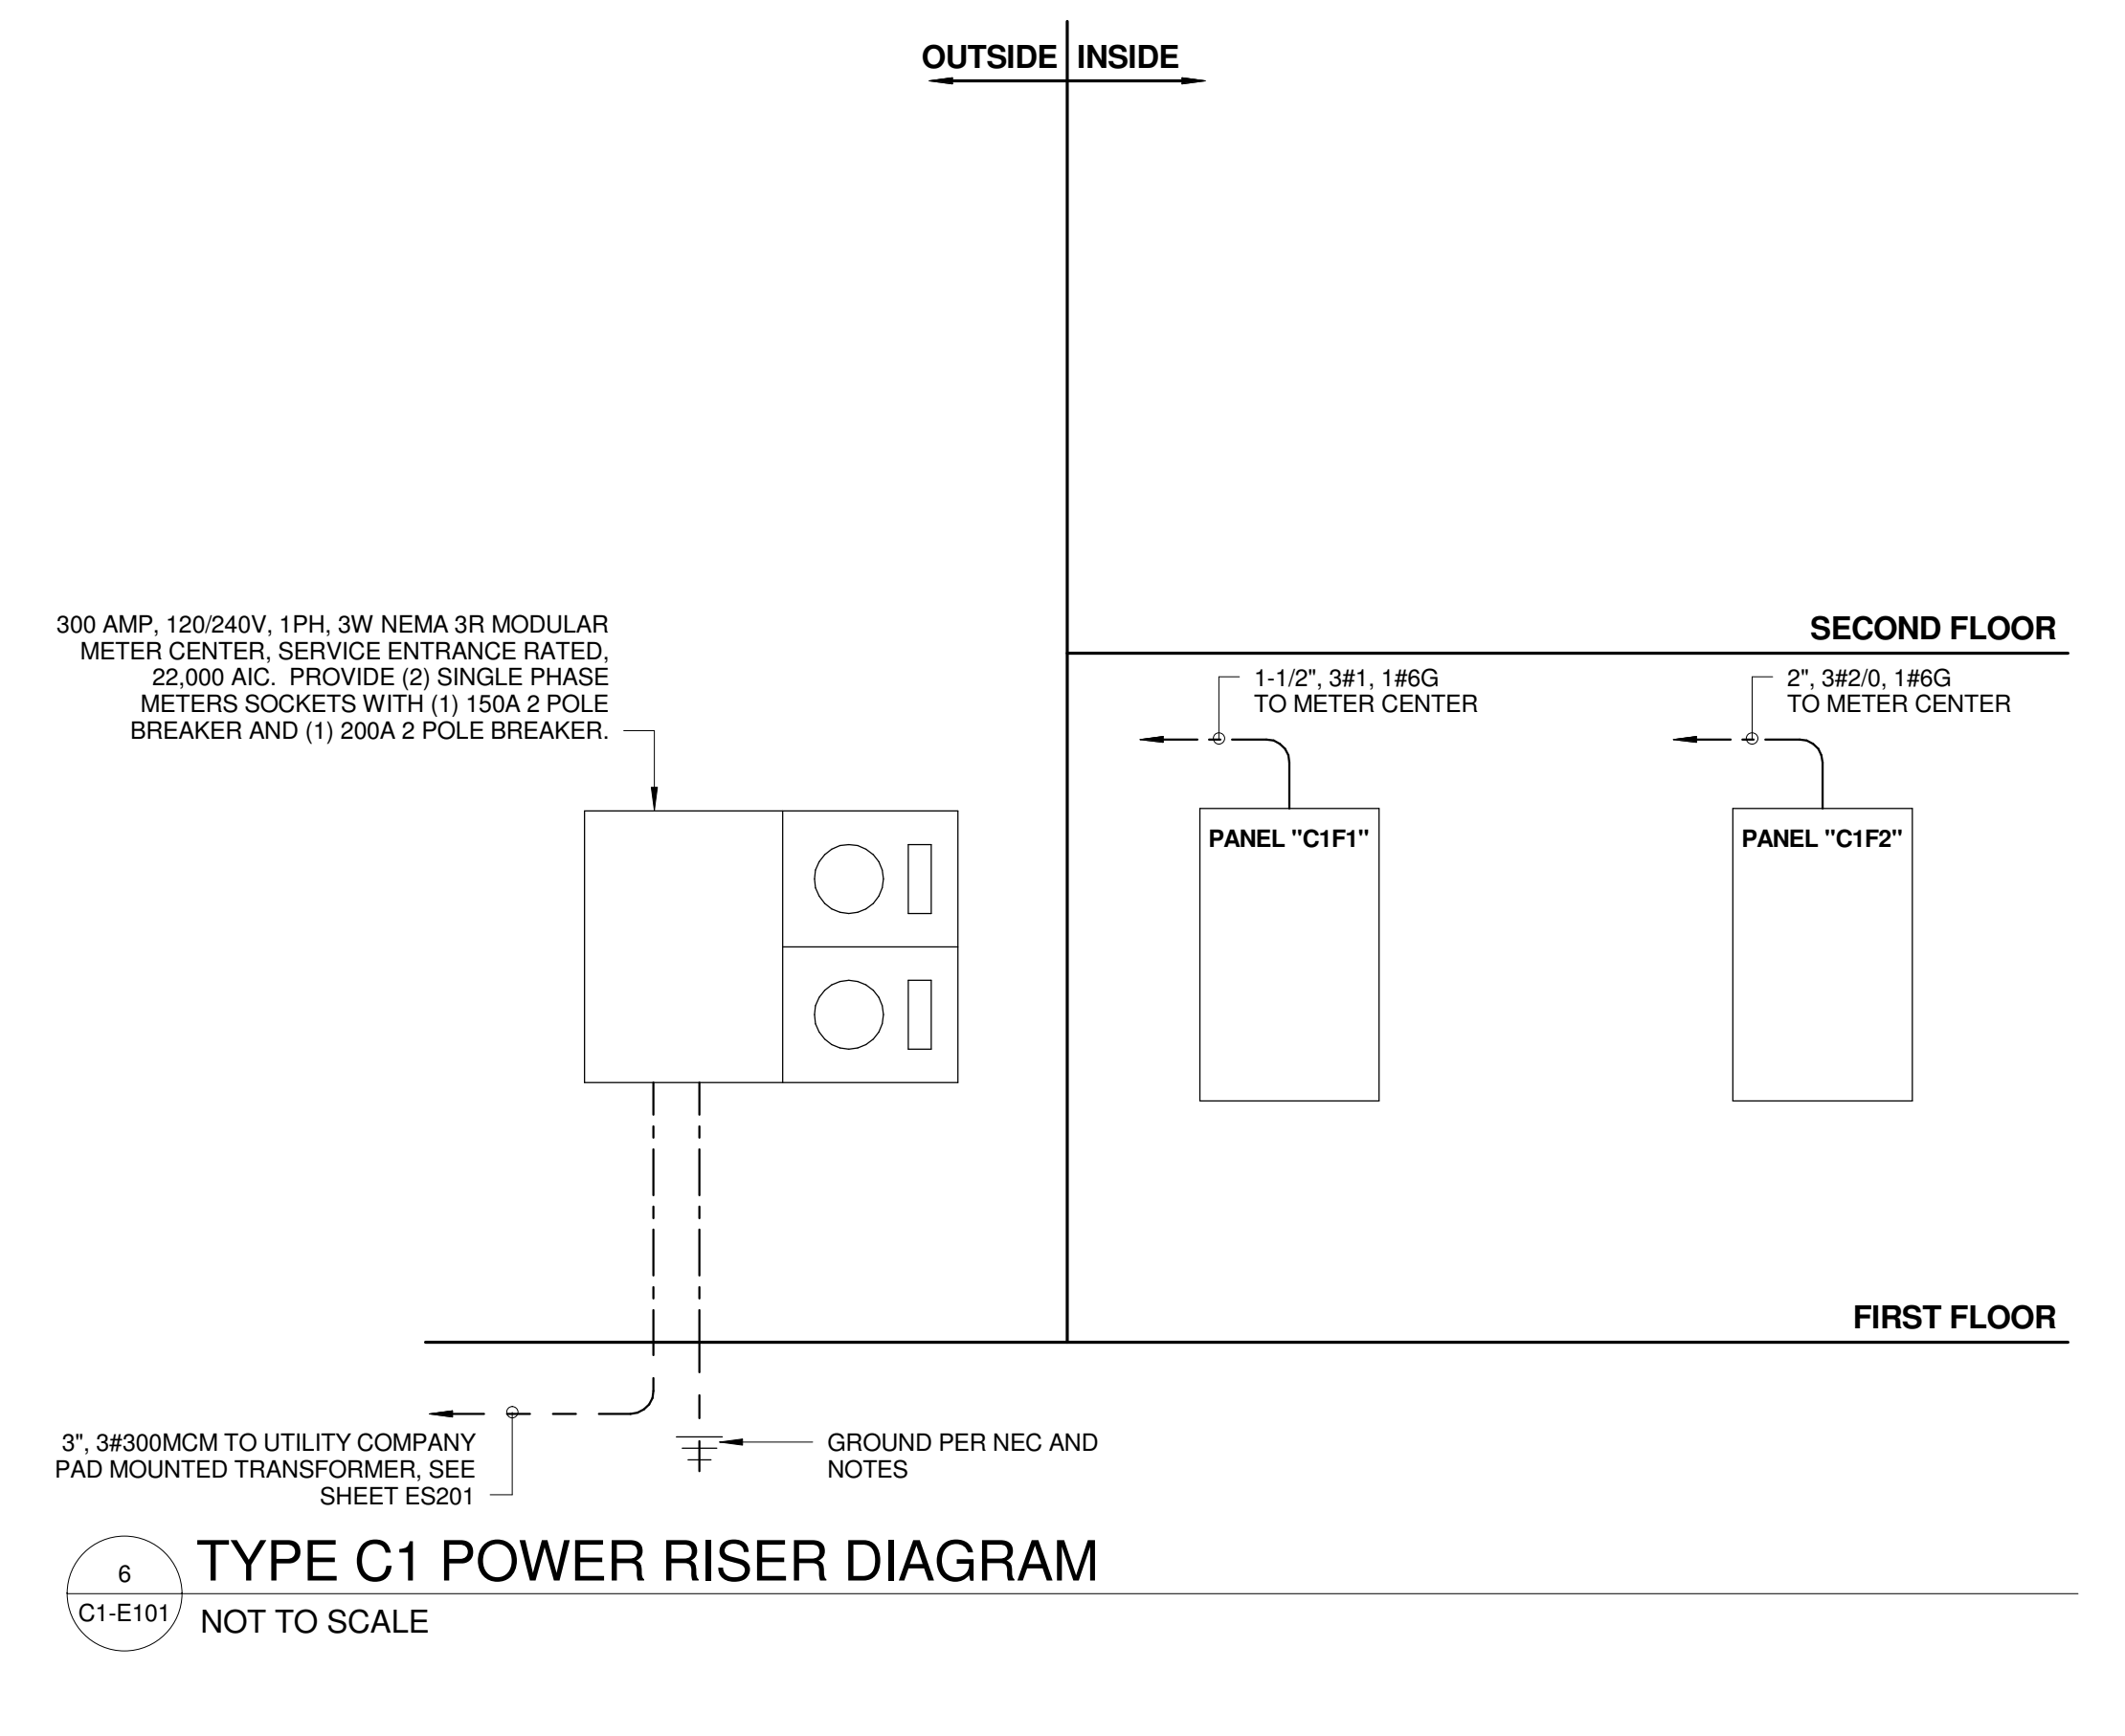 OUTSIDE INSIDE
300 AMP, 120/240V, 1PH, 3W NEMA 3R MODULAR
METER CENTER, SERVICE ENTRANCE RATED,
22,000 AIC. PROVIDE (2) SINGLE PHASE
METERS SOCKETS WITH (1) 150A 2 POLE
BREAKER AND (1) 200A 2 POLE BREAKER.
SECOND FLOOR
1-1/2", 3#1, 1#6G
TO METER CENTER
2", 3#2/0, 1#6G
TO METER CENTER
PANEL "C1F1"
PANEL "C1F2"
FIRST FLOOR
3", 3#300MCM TO UTILITY COMPANY
PAD MOUNTED TRANSFORMER, SEE
SHEET ES201
GROUND PER NEC AND
NOTES
6
C1-E101
TYPE C1 POWER RISER DIAGRAM
NOT TO SCALE